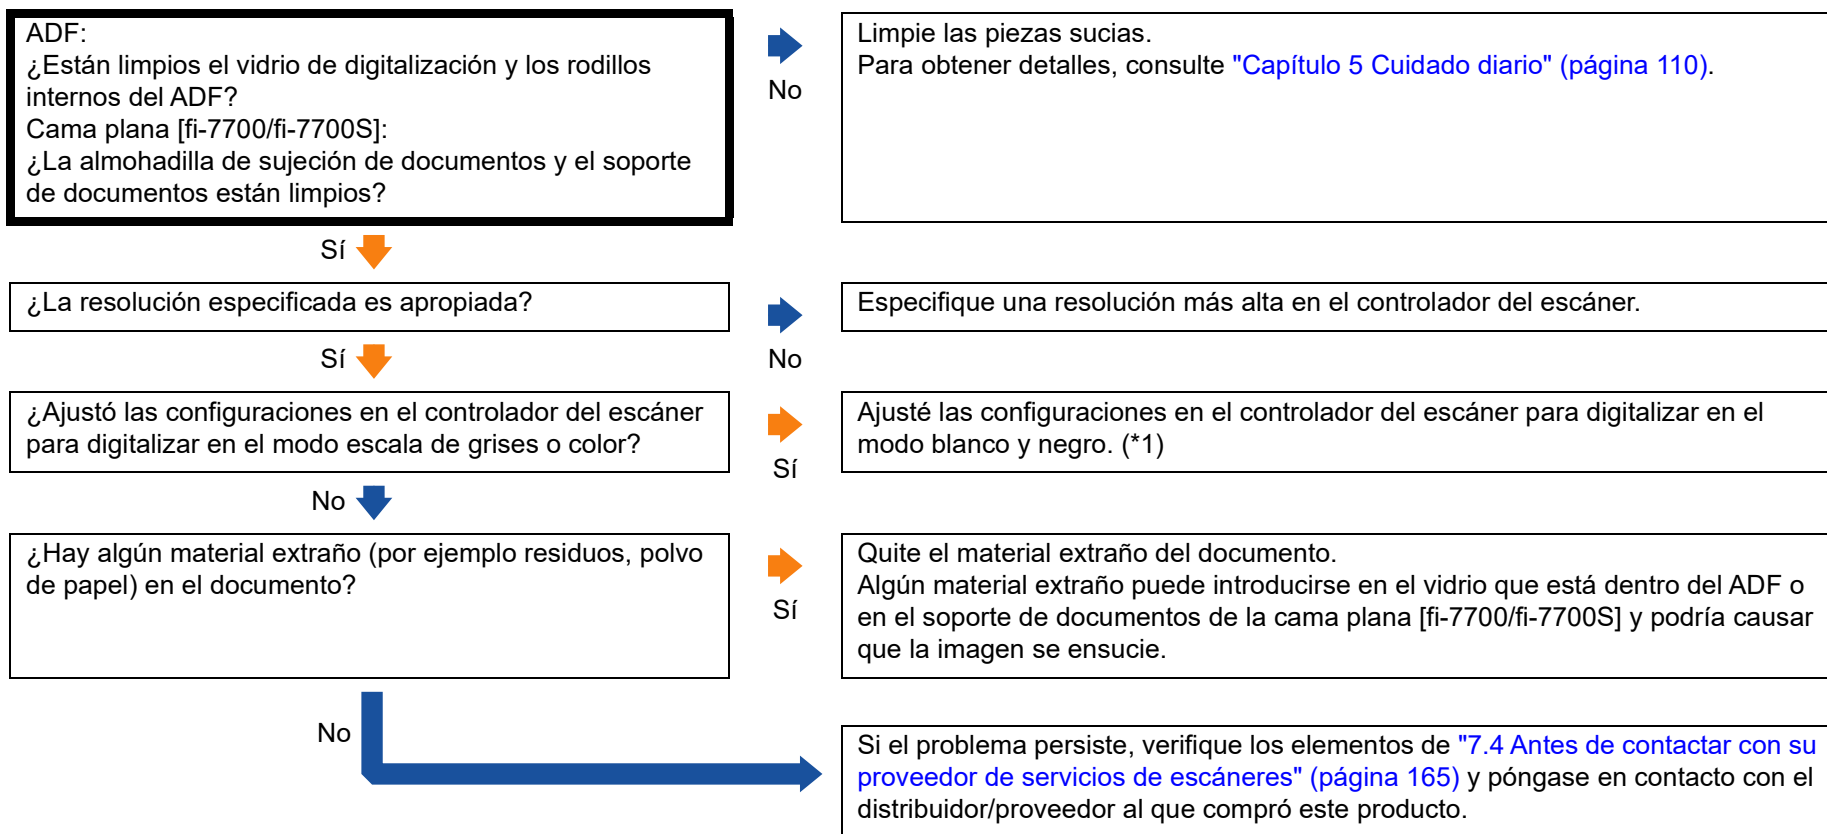 ADF:
¿Están limpios el vidrio de digitalización y los rodillos
internos del ADF?
Cama plana [fi-7700/fi-7700S]:
¿La almohadilla de sujeción de documentos y el soporte
de documentos están limpios?
No
Limpie las piezas sucias.
Para obtener detalles, consulte "Capítulo 5 Cuidado diario" (página 110).
Sí
¿La resolución especificada es apropiada?
No
Especifique una resolución más alta en el controlador del escáner.
Sí
¿Ajustó las configuraciones en el controlador del escáner
para digitalizar en el modo escala de grises o color?
Sí
Ajusté las configuraciones en el controlador del escáner para digitalizar en el
modo blanco y negro. (*1)
No
¿Hay algún material extraño (por ejemplo residuos, polvo
de papel) en el documento?
Sí
Quite el material extraño del documento.
Algún material extraño puede introducirse en el vidrio que está dentro del ADF o
en el soporte de documentos de la cama plana [fi-7700/fi-7700S] y podría causar
que la imagen se ensucie.
No
Si el problema persiste, verifique los elementos de "7.4 Antes de contactar con su
proveedor de servicios de escáneres" (página 165) y póngase en contacto con el
distribuidor/proveedor al que compró este producto.